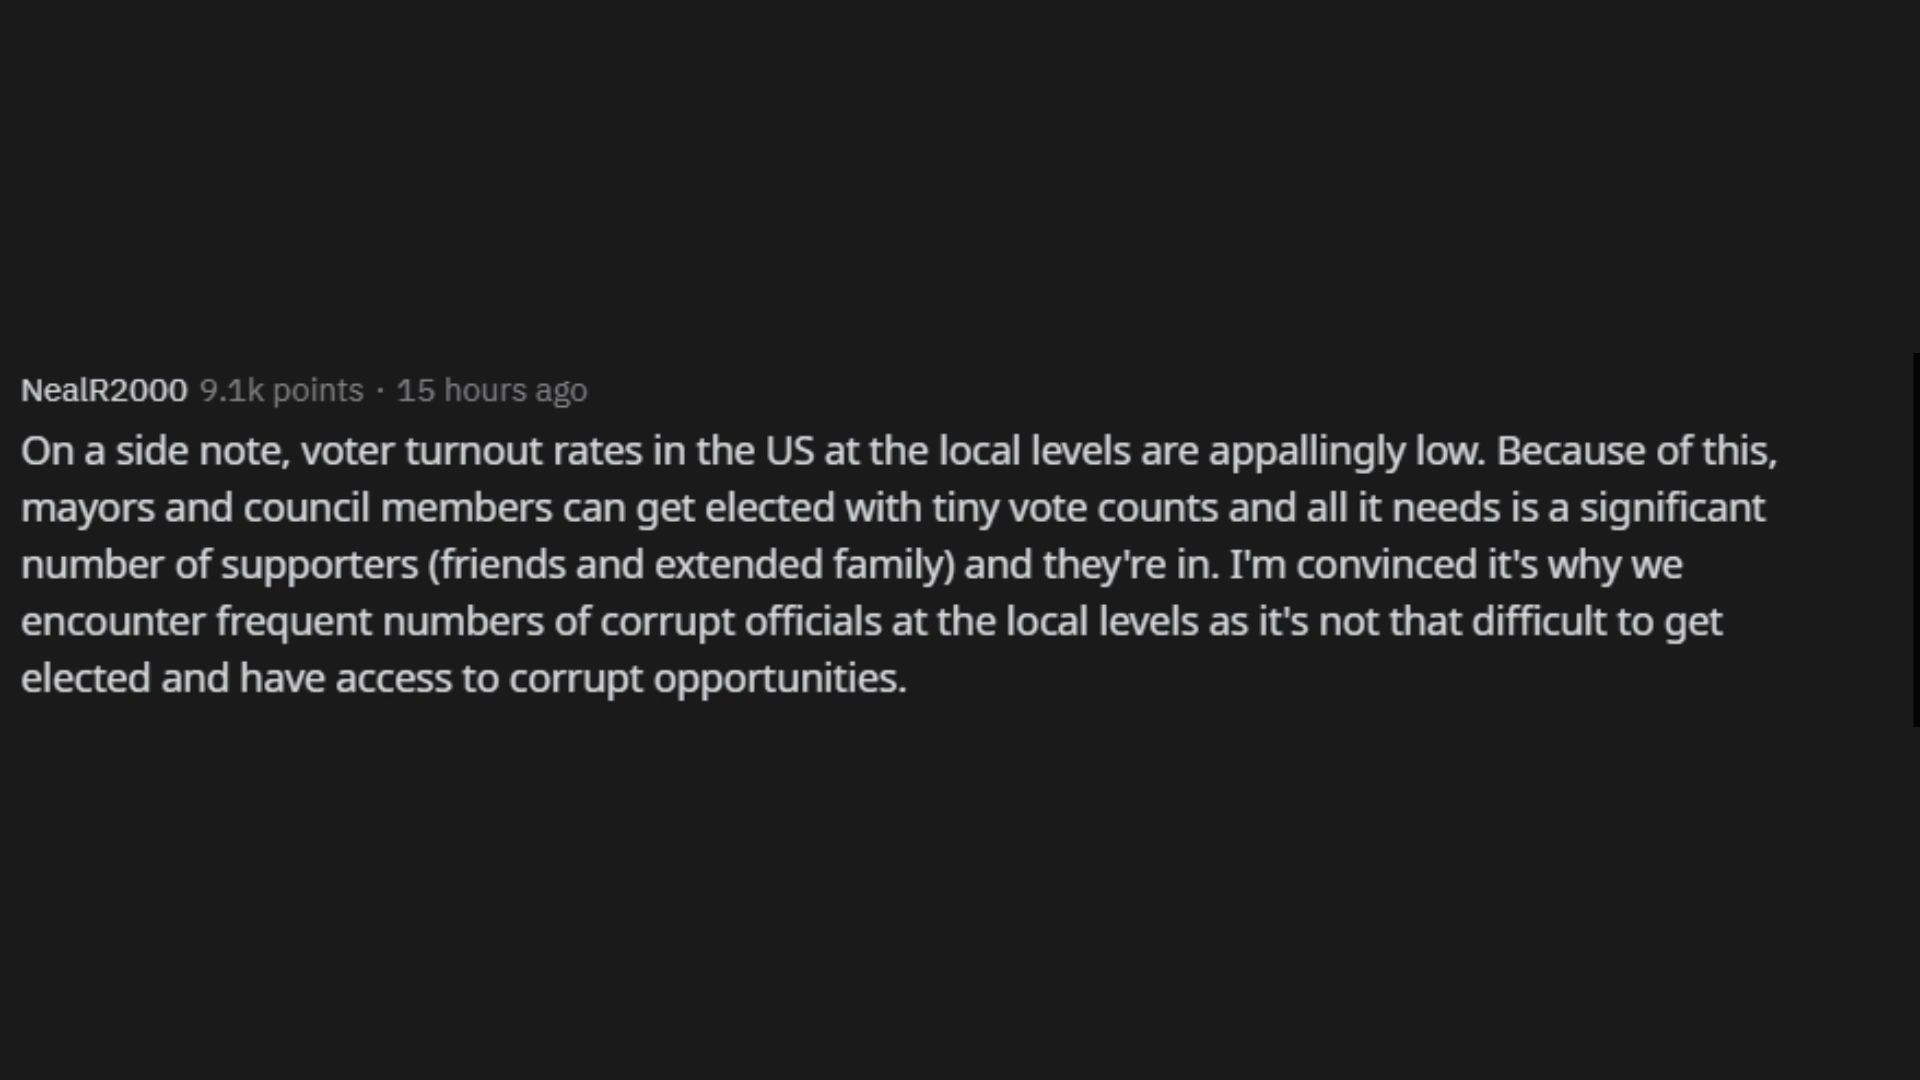 NealR2000 9.1k points · 15 hours ago
On a side note, voter turnout rates in the US at the local levels are appallingly low. Because of this,
mayors and council members can get elected with tiny vote counts and all it needs is a significant
number of supporters (friends and extended family) and they're in. I'm convinced it's why we
encounter frequent numbers of corrupt officials at the local levels as it's not that difficult to get
elected and have access to corrupt opportunities.